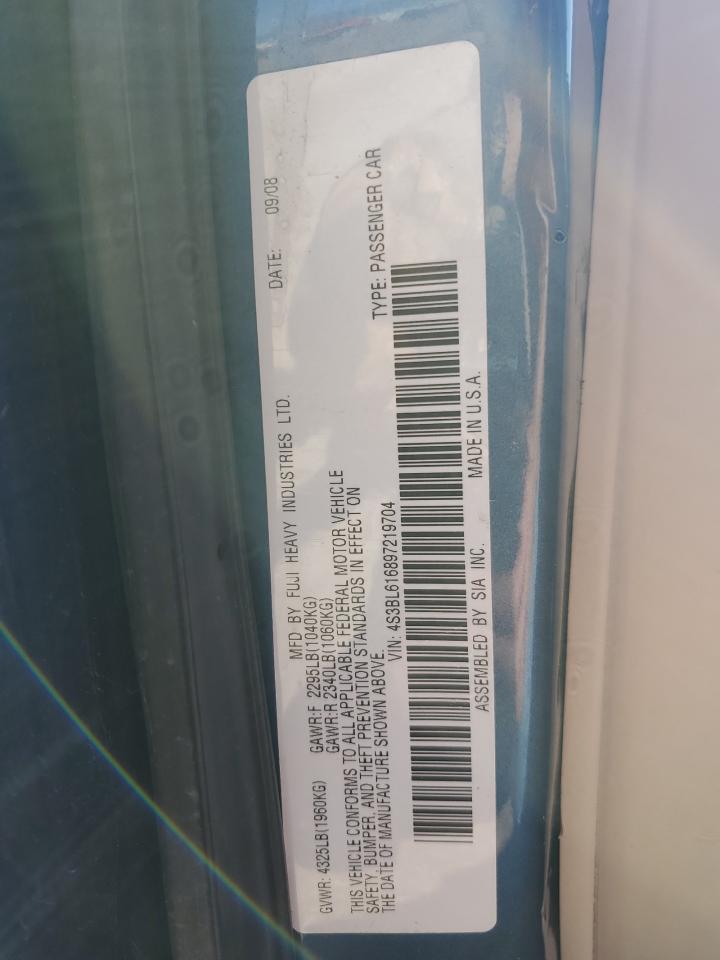 MFD BY FUJI HEAVY INDUSTRIES LTD. DATE: 09/08
GVWR: 4325LB(1960KG) GAWR:F 2295LB(1040KG)
GAWR:R 2340LB(1060KG)
THIS VEHICLE CONFORMS TO ALL APPLICABLE FEDERAL MOTOR VEHICLE
SAFETY, BUMPER, AND THEFT PREVENTION STANDARDS IN EFFECT ON
THE DATE OF MANUFACTURE SHOWN ABOVE.
VIN: 4S3BL616897219704 TYPE: PASSENGER CAR
ASSEMBLED BY SIA INC. MADE IN U.S.A.